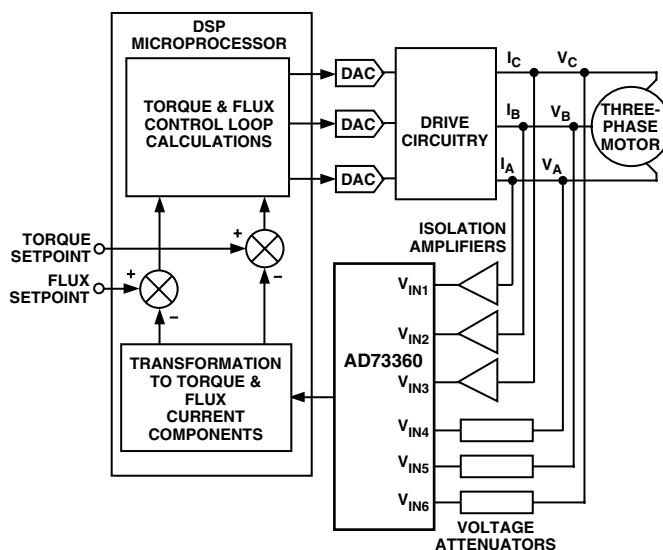 DSP
MICROPROCESSOR
TORQUE & FLUX
CONTROL LOOP
CALCULATIONS
DAC
DAC
DAC
DRIVE
CIRCUITRY
IC
VC
IB
VB
IA
VA
THREE-
PHASE
MOTOR
TORQUE
SETPOINT
+
–
FLUX
SETPOINT
+
–
TRANSFORMATION
TO TORQUE &
FLUX
CURRENT
COMPONENTS
ISOLATION
AMPLIFIERS
AD73360
VIN1
VIN2
VIN3
VIN4
VIN5
VIN6
VOLTAGE
ATTENUATORS